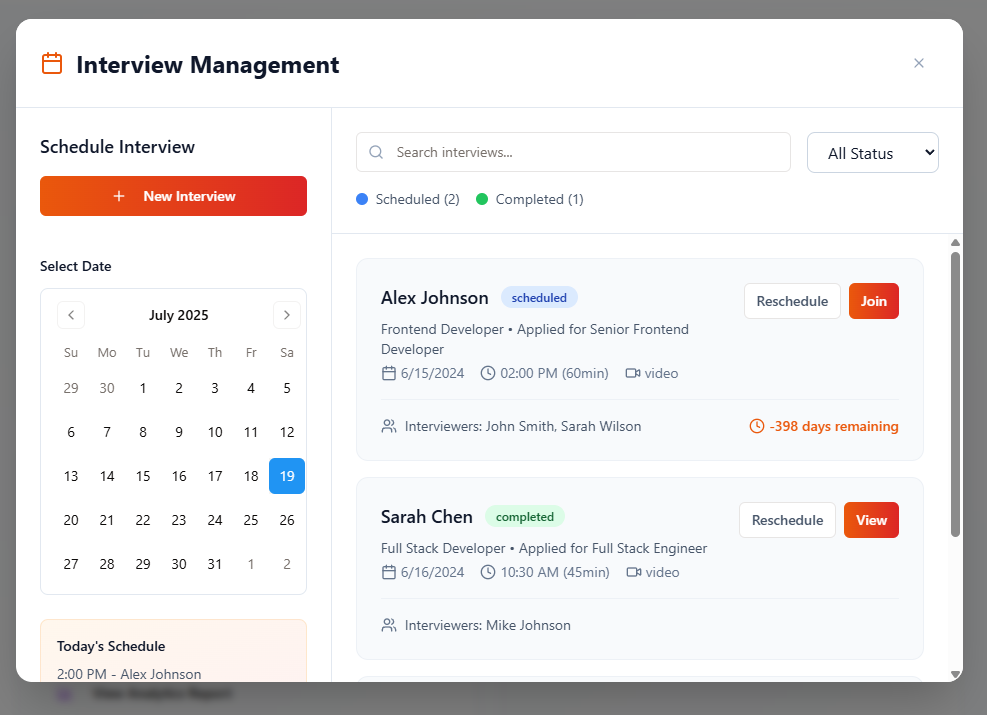 Interview Management
Schedule Interview
New Interview
Select Date
July 2025
Su Mo Tu We Th Fr Sa
29 30 1 2 3 4 5
6 7 8 9 10 11 12
13 14 15 16 17 18 19
20 21 22 23 24 25 26
27 28 29 30 31 1 2
Today's Schedule
2:00 PM - Alex Johnson
View Analytics Report
Search interviews...
All Status
Scheduled (2) Completed (1)
Alex Johnson scheduled
Reschedule Join
Frontend Developer • Applied for Senior Frontend
Developer
6/15/2024 02:00 PM (60min) video
Interviewers: John Smith, Sarah Wilson
-398 days remaining
Sarah Chen completed
Reschedule View
Full Stack Developer • Applied for Full Stack Engineer
6/16/2024 10:30 AM (45min) video
Interviewers: Mike Johnson